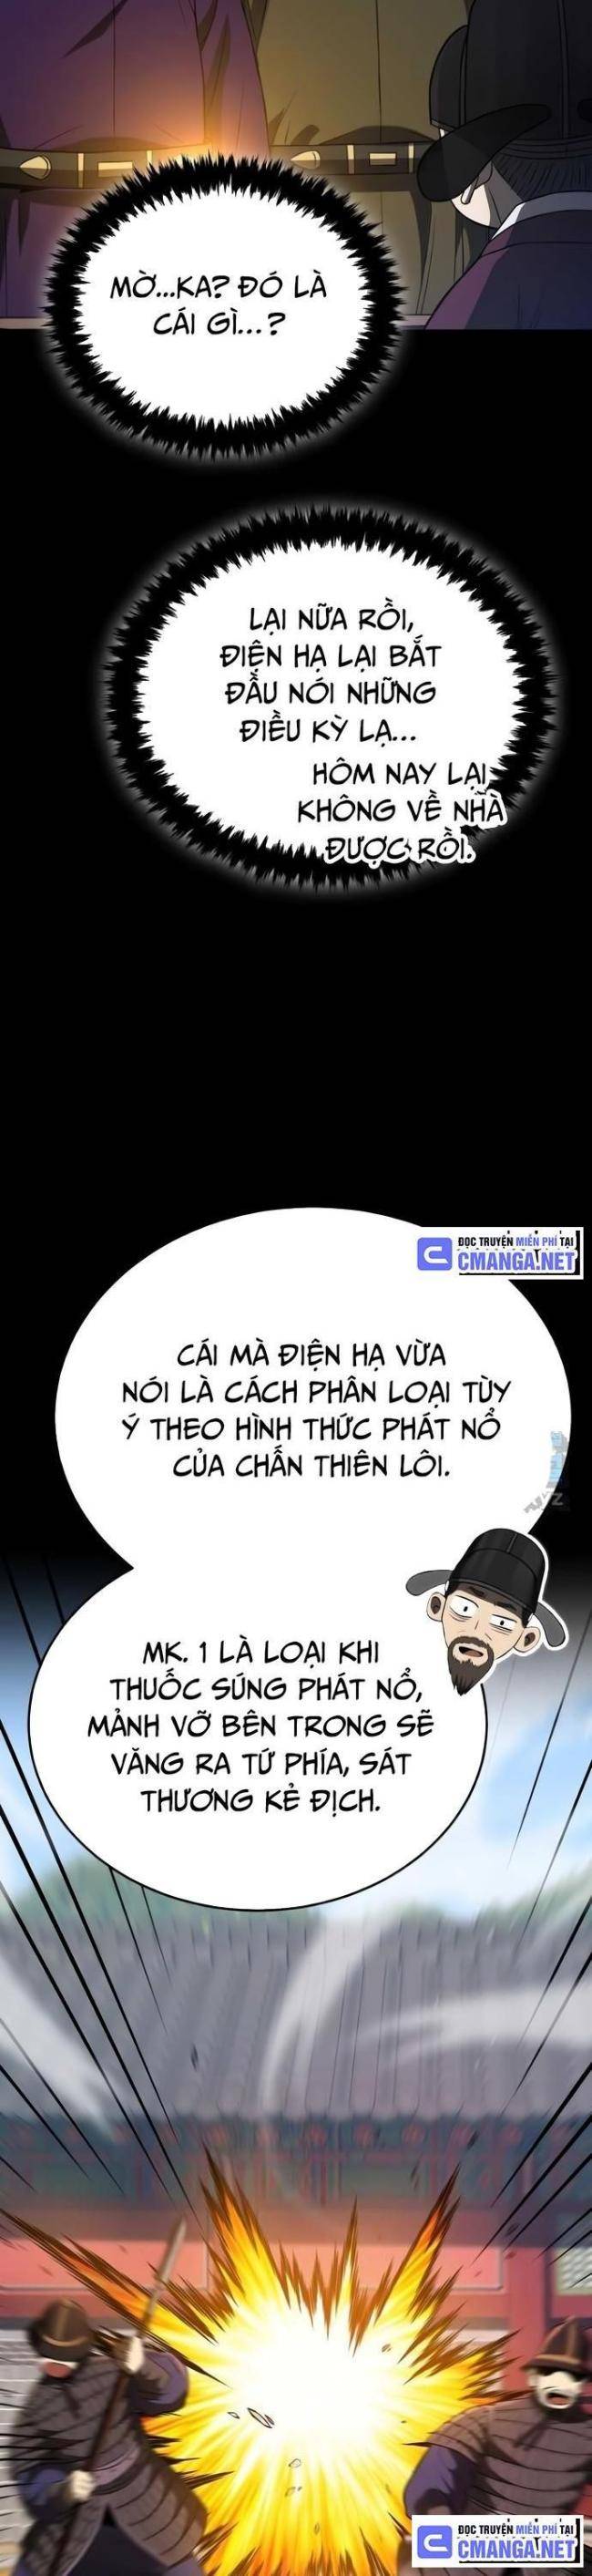 MỜ...KA? ĐÓ LÀ
CÁI GÌ...?
LẠI NỮA RỒI,
ĐIỆN HẠ LẠI BẮT
ĐẦU NÓI NHỮNG
ĐIỀU KỲ LẠ...
HÔM NAY LẠI
KHÔNG VỀ NHÀ
ĐƯỢC RỒI.
ĐỌC TRUYỆN MIỄN PHÍ TẠI
CMANGA.NET
CÁI MÀ ĐIỆN HẠ VỪA
NÓI LÀ CÁCH PHÂN LOẠI TÙY
Ý THEO HÌNH THỨC PHÁT NỔ
CỦA CHẤN THIÊN LÔI.
MK. 1 LÀ LOẠI KHI
THUỐC SÚNG PHÁT NỔ,
MẢNH VỠ BÊN TRONG SẼ
VĂNG RA TỨ PHÍA, SÁT
THƯƠNG KẺ ĐỊCH.
ĐỌC TRUYỆN MIỄN PHÍ TẠI
CMANGA.NET